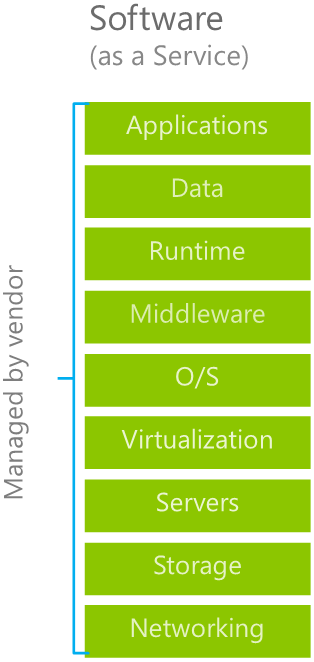 Software
(as a Service)
Managed by vendor
Applications
Data
Runtime
Middleware
O/S
Virtualization
Servers
Storage
Networking